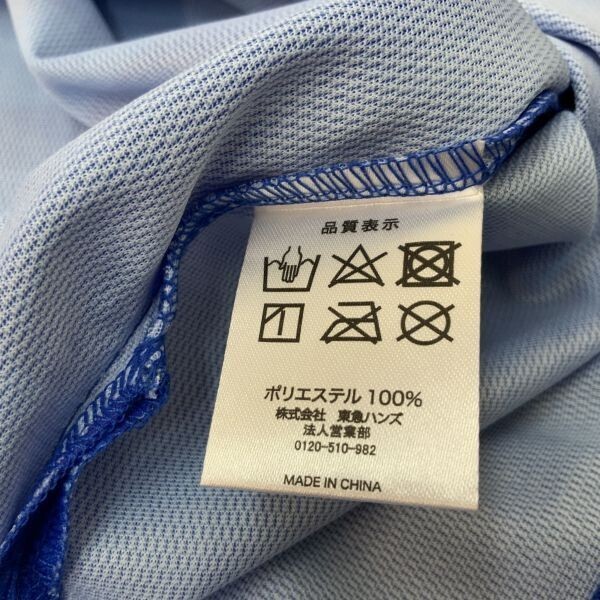 品質表示
ポリエステル 100%
株式会社 東急ハンズ
法人営業部
0120-510-982
MADE IN CHINA